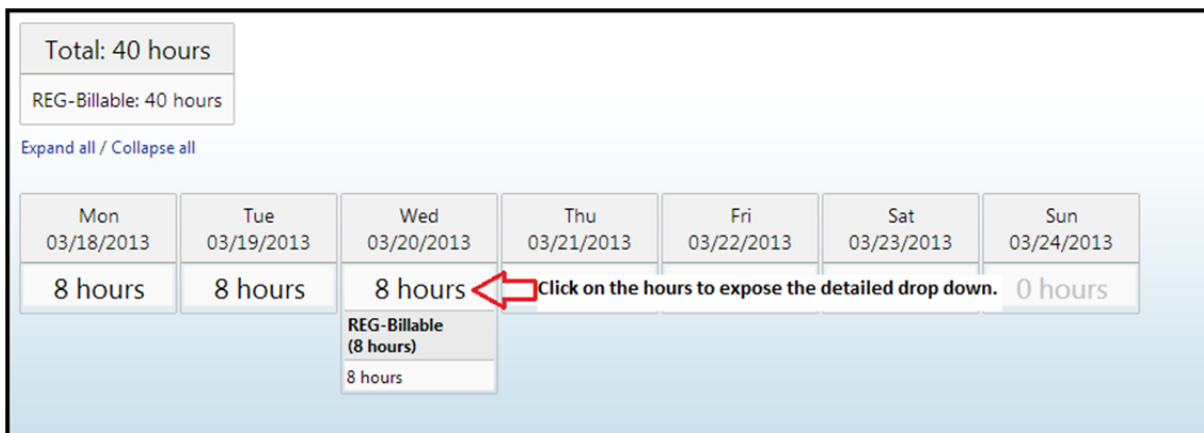 Total: 40 hours
REG-Billable: 40 hours
Expand all / Collapse all
Mon Tue Wed Thu Fri Sat Sun
03/18/2013 03/19/2013 03/20/2013 03/21/2013 03/22/2013 03/23/2013 03/24/2013
8 hours 8 hours 8 hours Click on the hours to expose the detailed drop down. 0 hours
REG-Billable
(8 hours)
8 hours